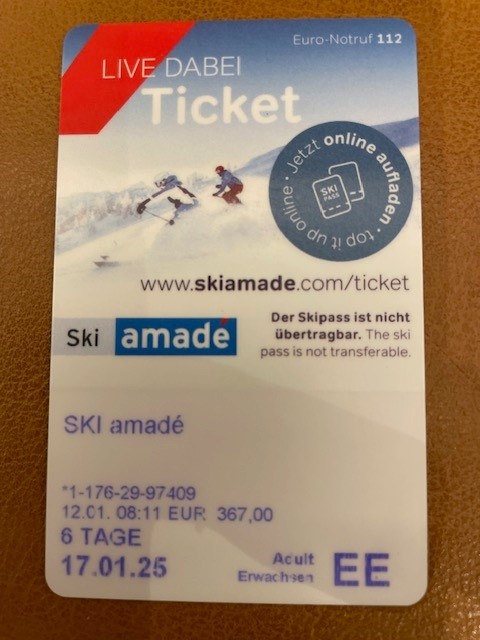 Euro-Notruf 112
LIVE DABEI
Ticket
Jetzt online aufladen · top it up online ·
SKI
PASS
www.skiamade.com/ticket
Ski amadé
Der Skipass ist nicht
übertragbar. The ski
pass is not transferable.
SKI amadé
*1-176-29-97409
12.01. 08:11 EUR 367,00
6 TAGE
17.01.25
Adult
Erwachsen
EE